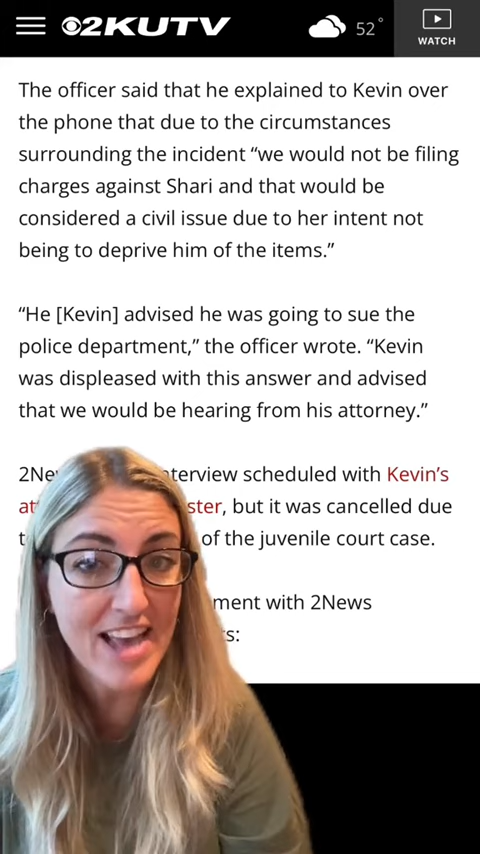 2KUTV
52°
WATCH
The officer said that he explained to Kevin over
the phone that due to the circumstances
surrounding the incident “we would not be filing
charges against Shari and that would be
considered a civil issue due to her intent not
being to deprive him of the items.”
“He [Kevin] advised he was going to sue the
police department,” the officer wrote. “Kevin
was displeased with this answer and advised
that we would be hearing from his attorney.”
interview scheduled with Kevin’s
but it was cancelled due
of the juvenile court case.
with 2News